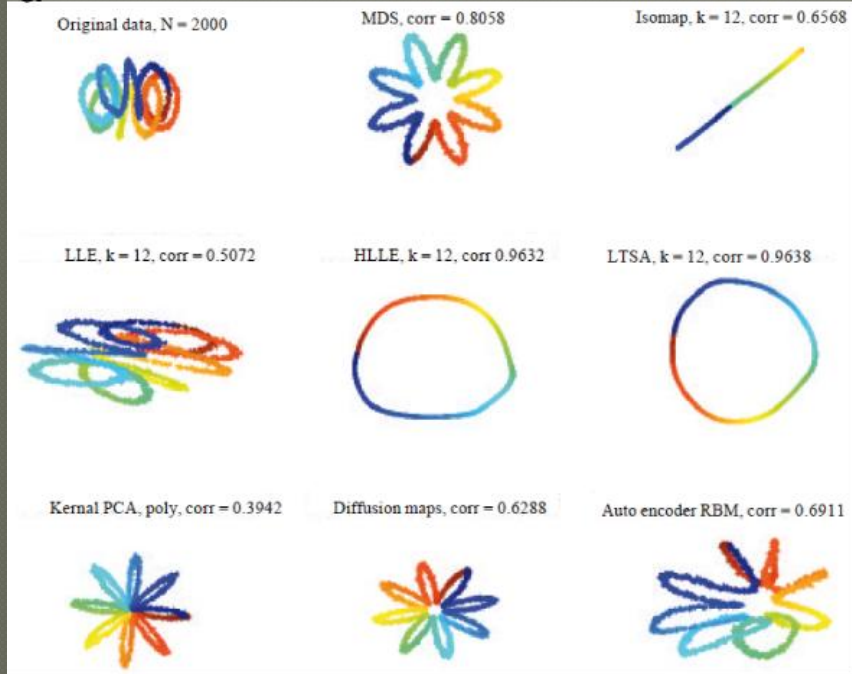 Original data, N = 2000
MDS, corr = 0.8058
Isomap, k = 12, corr = 0.6568
LLE, k = 12, corr = 0.5072
HLLE, k = 12, corr 0.9632
LTSA, k = 12, corr = 0.9638
Kernal PCA, poly, corr = 0.3942
Diffusion maps, corr = 0.6288
Auto encoder RBM, corr = 0.6911